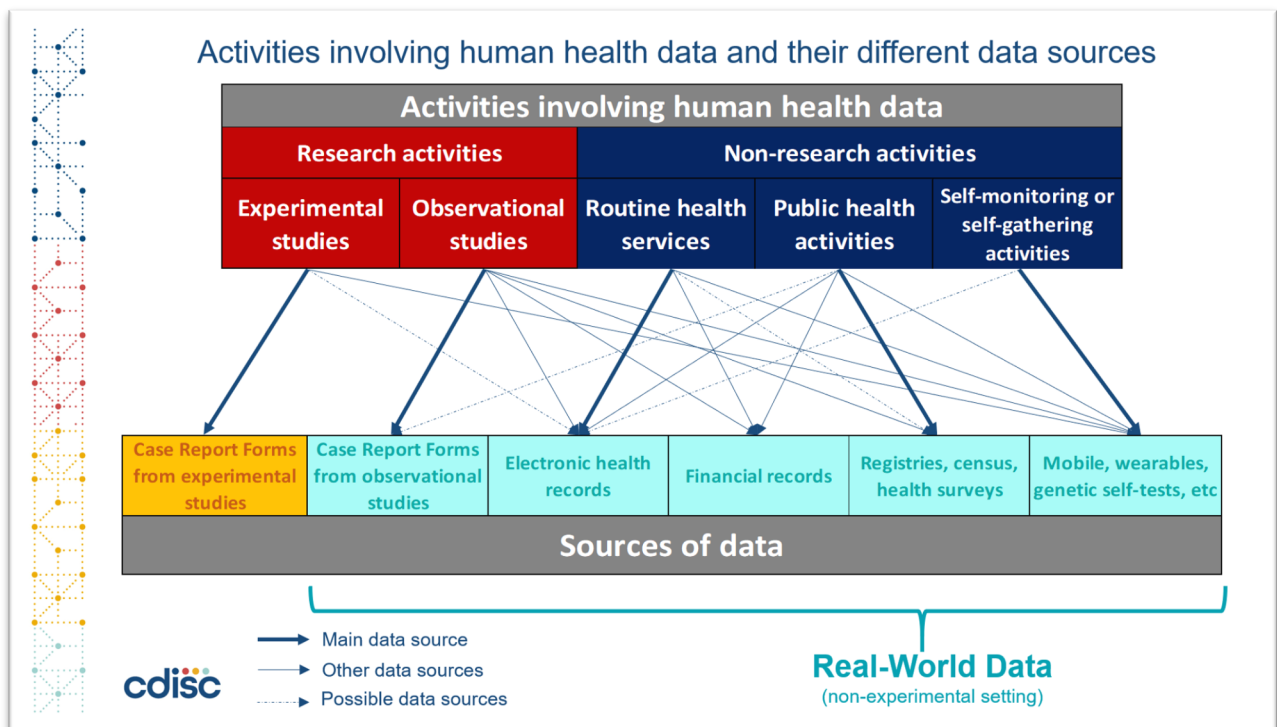 Activities involving human health data and their different data sources
Activities involving human health data
Research activities
Non-research activities
Experimental
studies
Observational
studies
Routine health
services
Public health
activities
Self-monitoring or
self-gathering
activities
Case Report Forms
from experimental
studies
Case Report Forms
from observational
studies
Electronic health
records
Financial records
Registries, census,
health surveys
Mobile, wearables,
genetic self-tests, etc
Sources of data
Main data source
Other data sources
Possible data sources
Real-World Data
(non-experimental setting)
cdisc